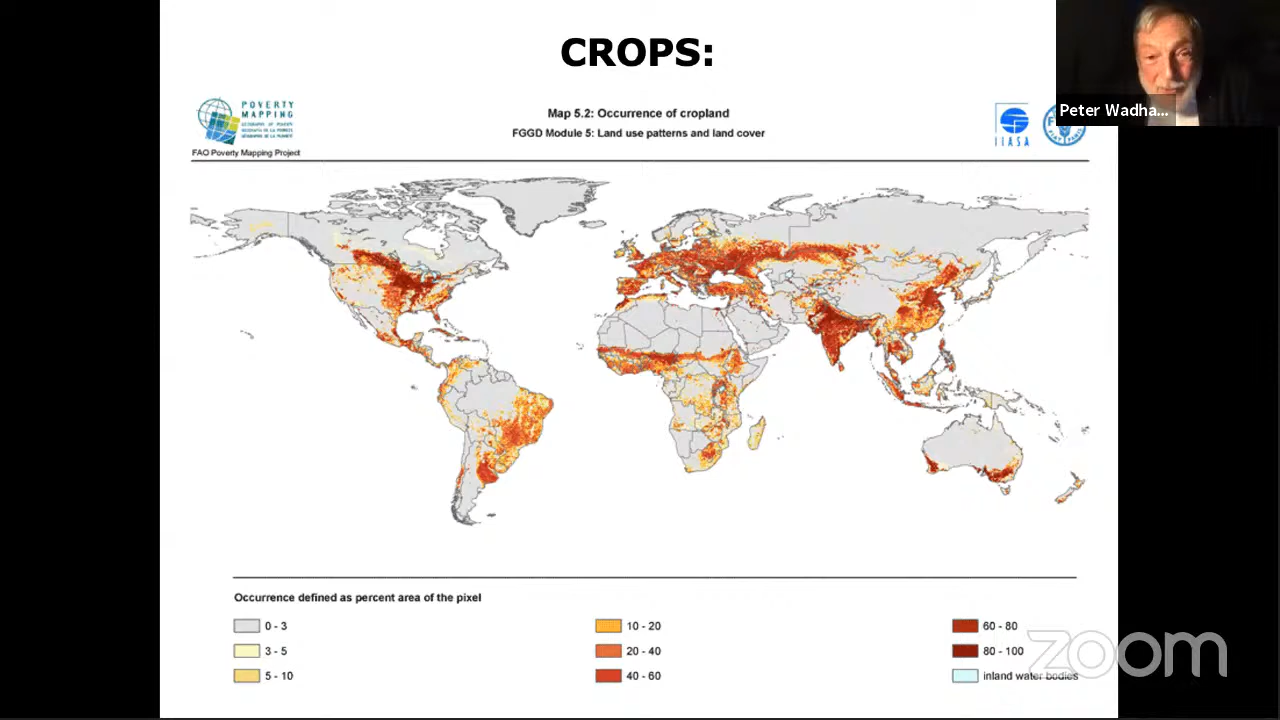 CROPS:
Peter Wadha...
POVERTY
MAPPING
FAO Poverty Mapping Project
Map 5.2: Occurrence of cropland
FGGD Module 5: Land use patterns and land cover
IIASA
Occurrence defined as percent area of the pixel
0 - 3
3 - 5
5 - 10
10 - 20
20 - 40
40 - 60
60 - 80
80 - 100
inland water bodies
zoom